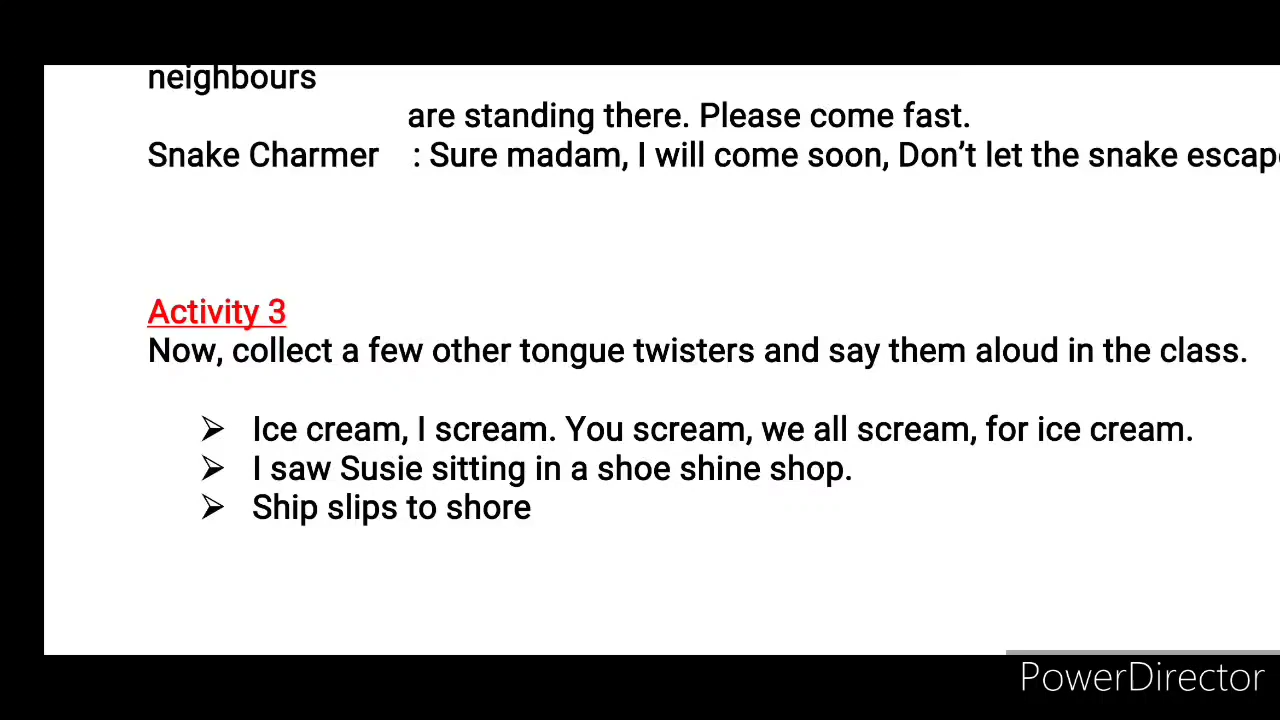 neighbours
are standing there. Please come fast.
Snake Charmer : Sure madam, I will come soon, Don’t let the snake escap
Activity 3
Now, collect a few other tongue twisters and say them aloud in the class.
➢ Ice cream, I scream. You scream, we all scream, for ice cream.
➢ I saw Susie sitting in a shoe shine shop.
➢ Ship slips to shore
PowerDirector